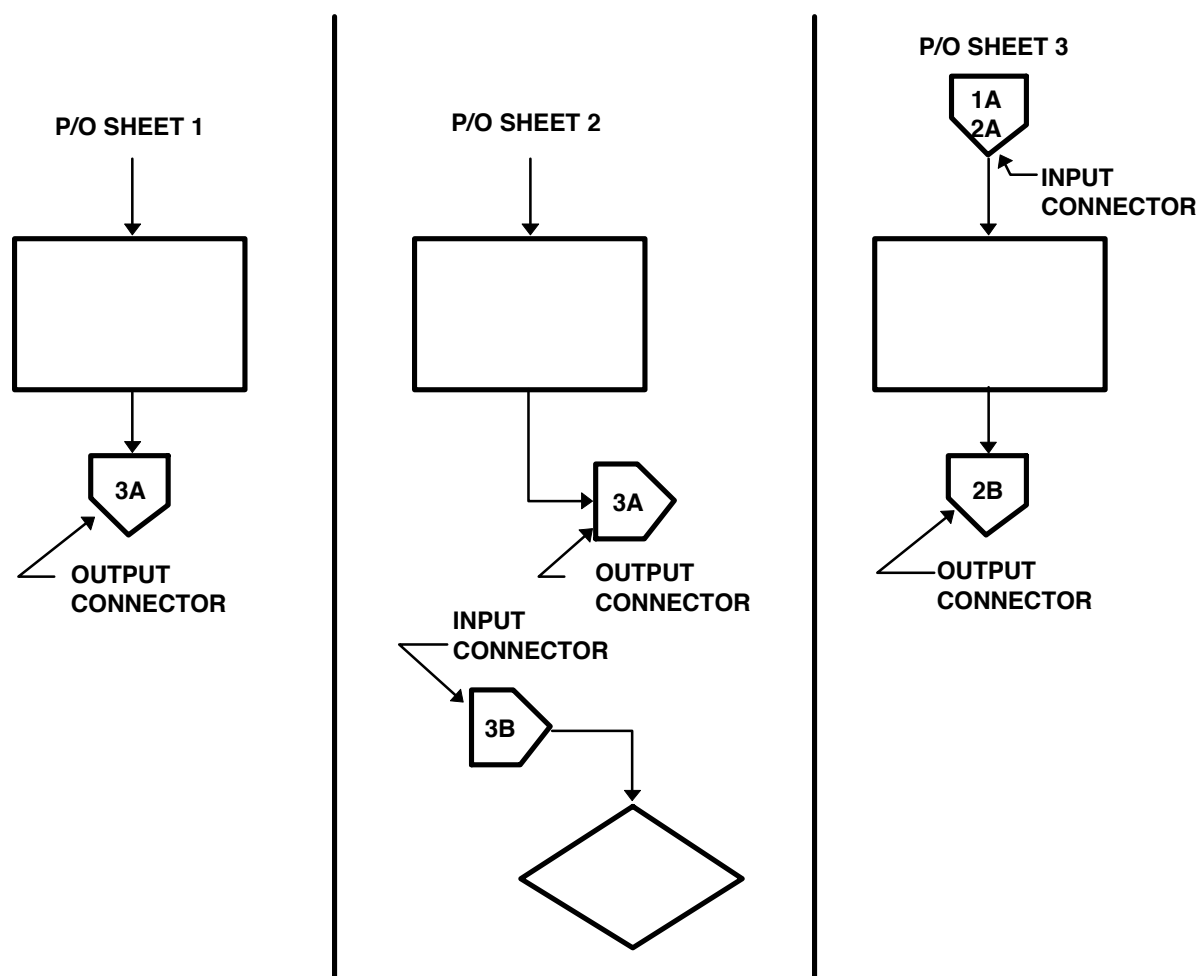 P/O SHEET 1
3A
OUTPUT
CONNECTOR
P/O SHEET 2
3A
OUTPUT
CONNECTOR
INPUT
CONNECTOR
3B
P/O SHEET 3
1A
2A
INPUT
CONNECTOR
2B
OUTPUT
CONNECTOR